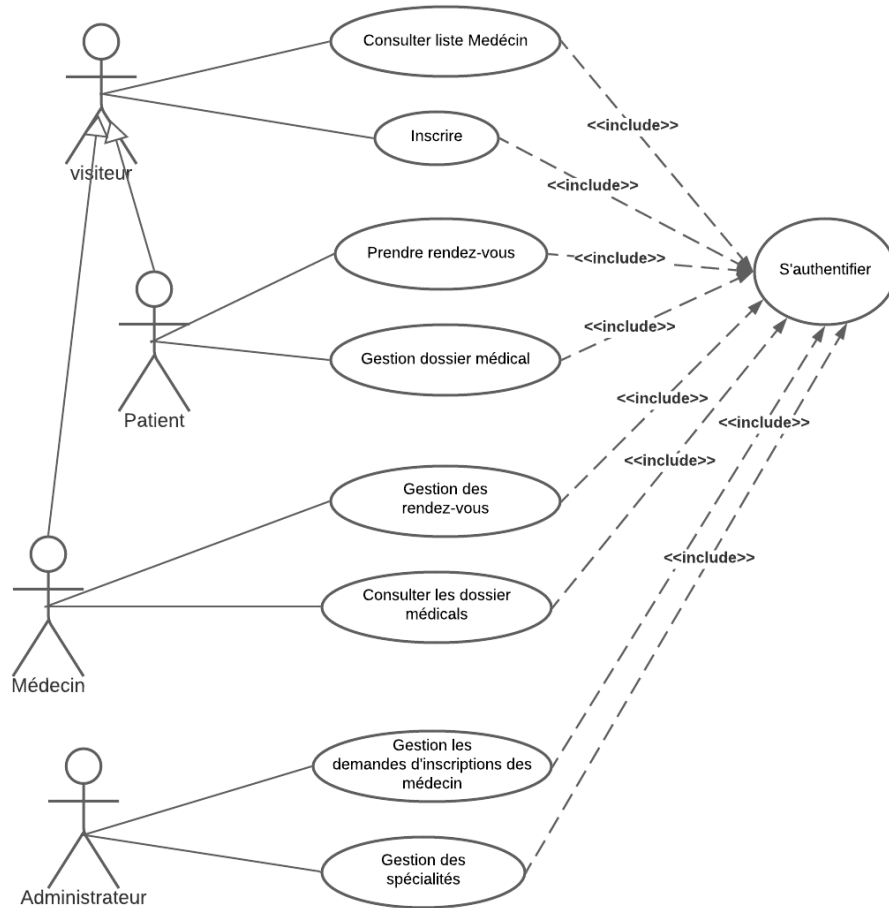 Consulter liste Medécin
<<include>>
visiteur
Inscrire
<<include>>
Prendre rendez-vous
<<include>>
S'authentifier
Gestion dossier médical
<<include>>
Patient
<<include>>
<<include>>
<<include>>
Gestion des
rendez-vous
<<include>>
Consulter les dossier
médicals
Médecin
Gestion les
demandes d'inscriptions des
médecin
Gestion des
spécialités
Administrateur